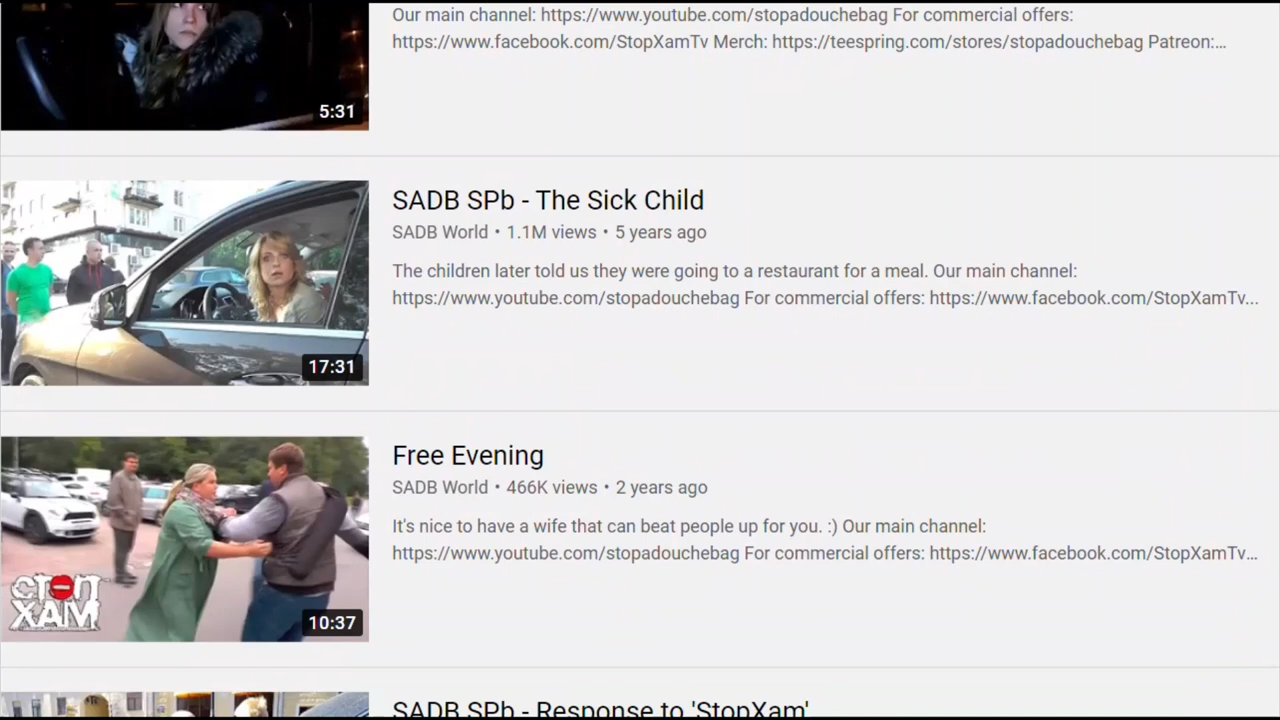 Our main channel: https://www.youtube.com/stopadouchebag For commercial offers:
https://www.facebook.com/StopXamTv Merch: https://teespring.com/stores/stopadouchebag Patreon:...
5:31
SADB SPb - The Sick Child
SADB World • 1.1M views • 5 years ago
The children later told us they were going to a restaurant for a meal. Our main channel:
https://www.youtube.com/stopadouchebag For commercial offers: https://www.facebook.com/StopXamTv...
17:31
Free Evening
SADB World • 466K views • 2 years ago
It's nice to have a wife that can beat people up for you. :) Our main channel:
https://www.youtube.com/stopadouchebag For commercial offers: https://www.facebook.com/StopXamTv...
СТОП
ХАМ
10:37
SADB SPb - Response to 'StopXam'